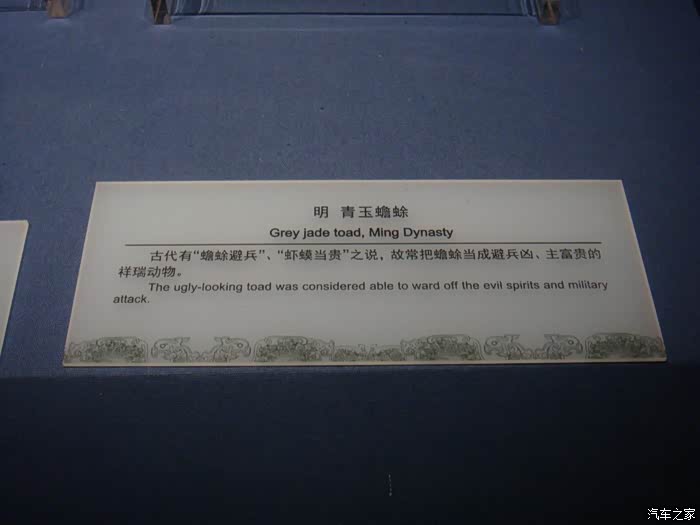 明 青玉蟾蜍
Grey jade toad, Ming Dynasty
古代有“蟾蜍避兵”、“虾蟆当贵”之说，故常把蟾蜍当成避兵凶、主富贵的
祥瑞动物。
The ugly-looking toad was considered able to ward off the evil spirits and military
attack.
汽车之家